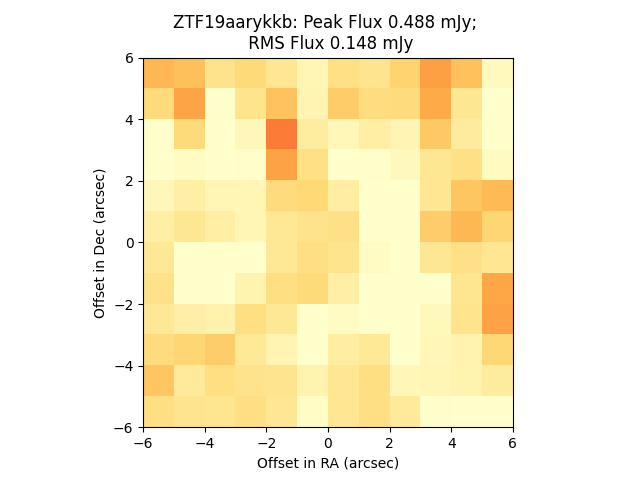 ZTF19aarykkb: Peak Flux 0.488 mJy;
RMS Flux 0.148 mJy
6
4
2
0
−2
−4
−6
Offset in Dec (arcsec)
−6 −4 −2 0 2 4 6
Offset in RA (arcsec)